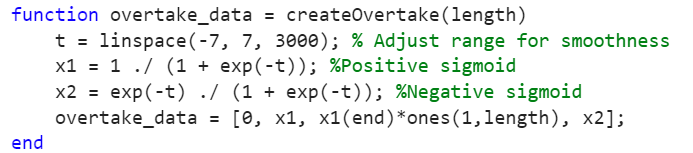 function overtake_data = createOvertake(length)
    t = linspace(-7, 7, 3000); % Adjust range for smoothness
    x1 = 1 ./ (1 + exp(-t)); %Positive sigmoid
    x2 = exp(-t) ./ (1 + exp(-t)); %Negative sigmoid
    overtake_data = [0, x1, x1(end)*ones(1,length), x2];
end